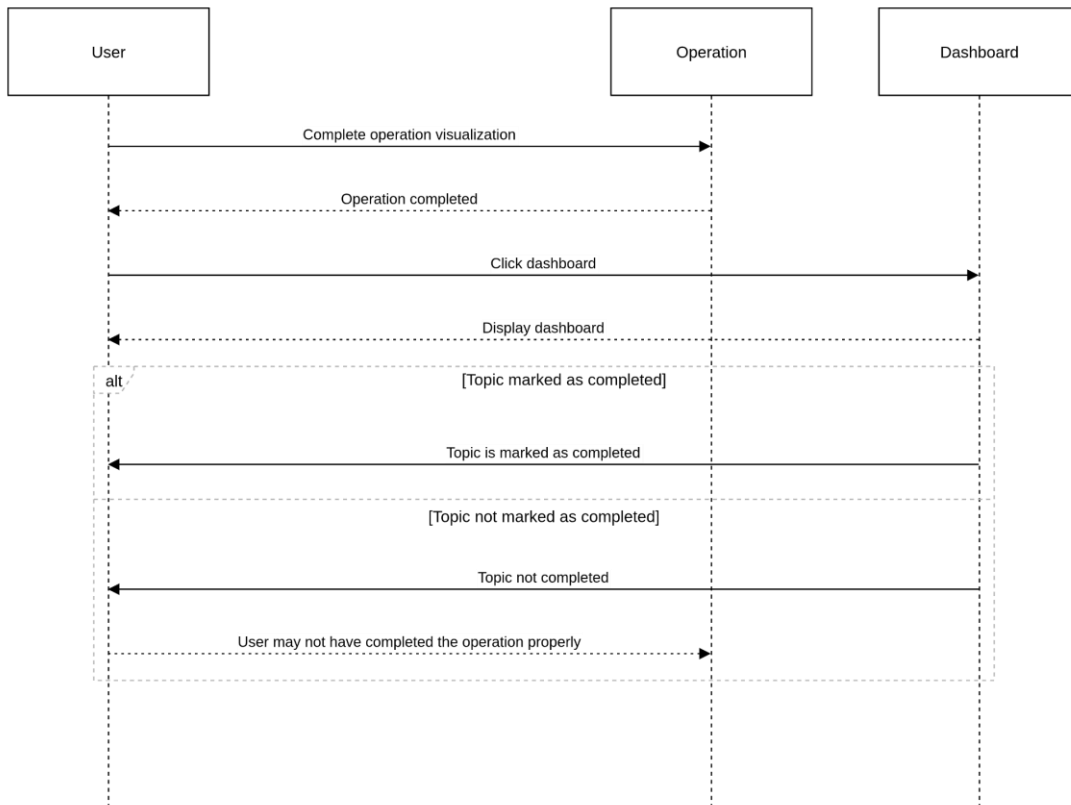 User
Operation
Dashboard
Complete operation visualization
Operation completed
Click dashboard
Display dashboard
alt
[Topic marked as completed]
Topic is marked as completed
[Topic not marked as completed]
Topic not completed
User may not have completed the operation properly